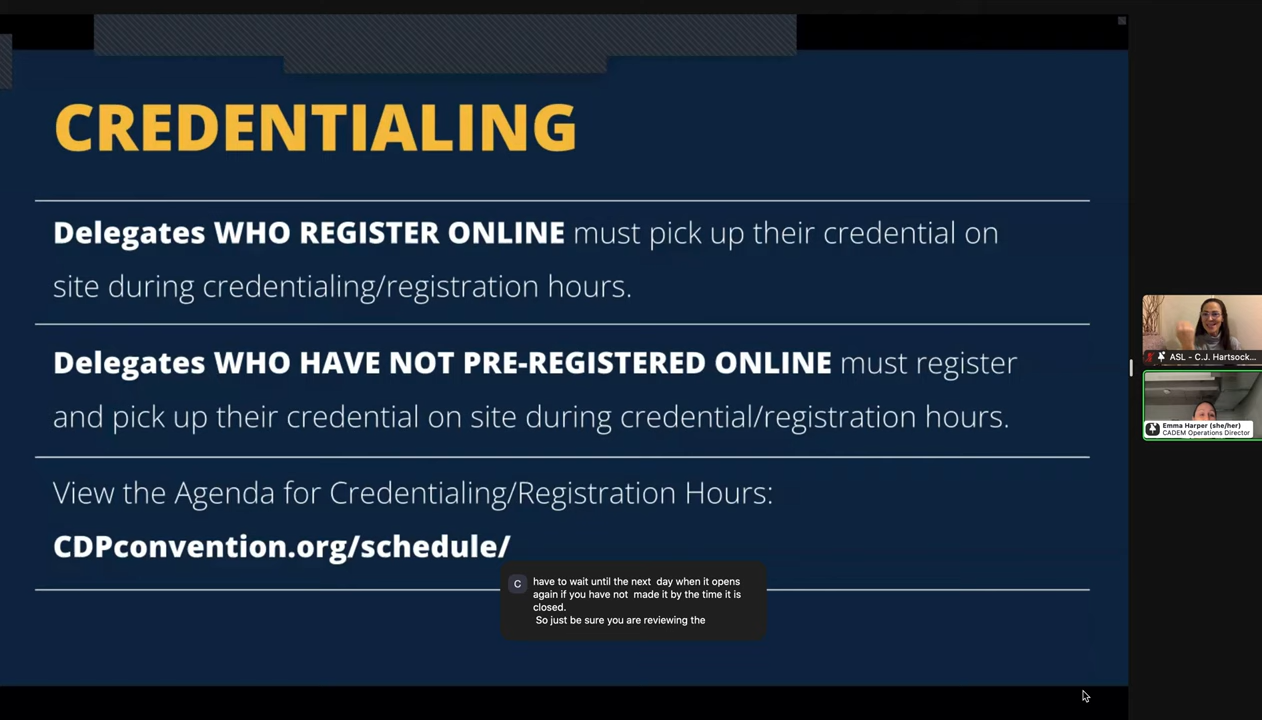 CREDENTIALING
Delegates WHO REGISTER ONLINE must pick up their credential on
site during credentialing/registration hours.
Delegates WHO HAVE NOT PRE-REGISTERED ONLINE must register
and pick up their credential on site during credential/registration hours.
View the Agenda for Credentialing/Registration Hours:
CDPconvention.org/schedule/
C
have to wait until the next day when it opens
again if you have not made it by the time it is
closed.
So just be sure you are reviewing the
ASL - C.J. Hartsock...
Emma Harper (she/her)
CADEM Operations Director